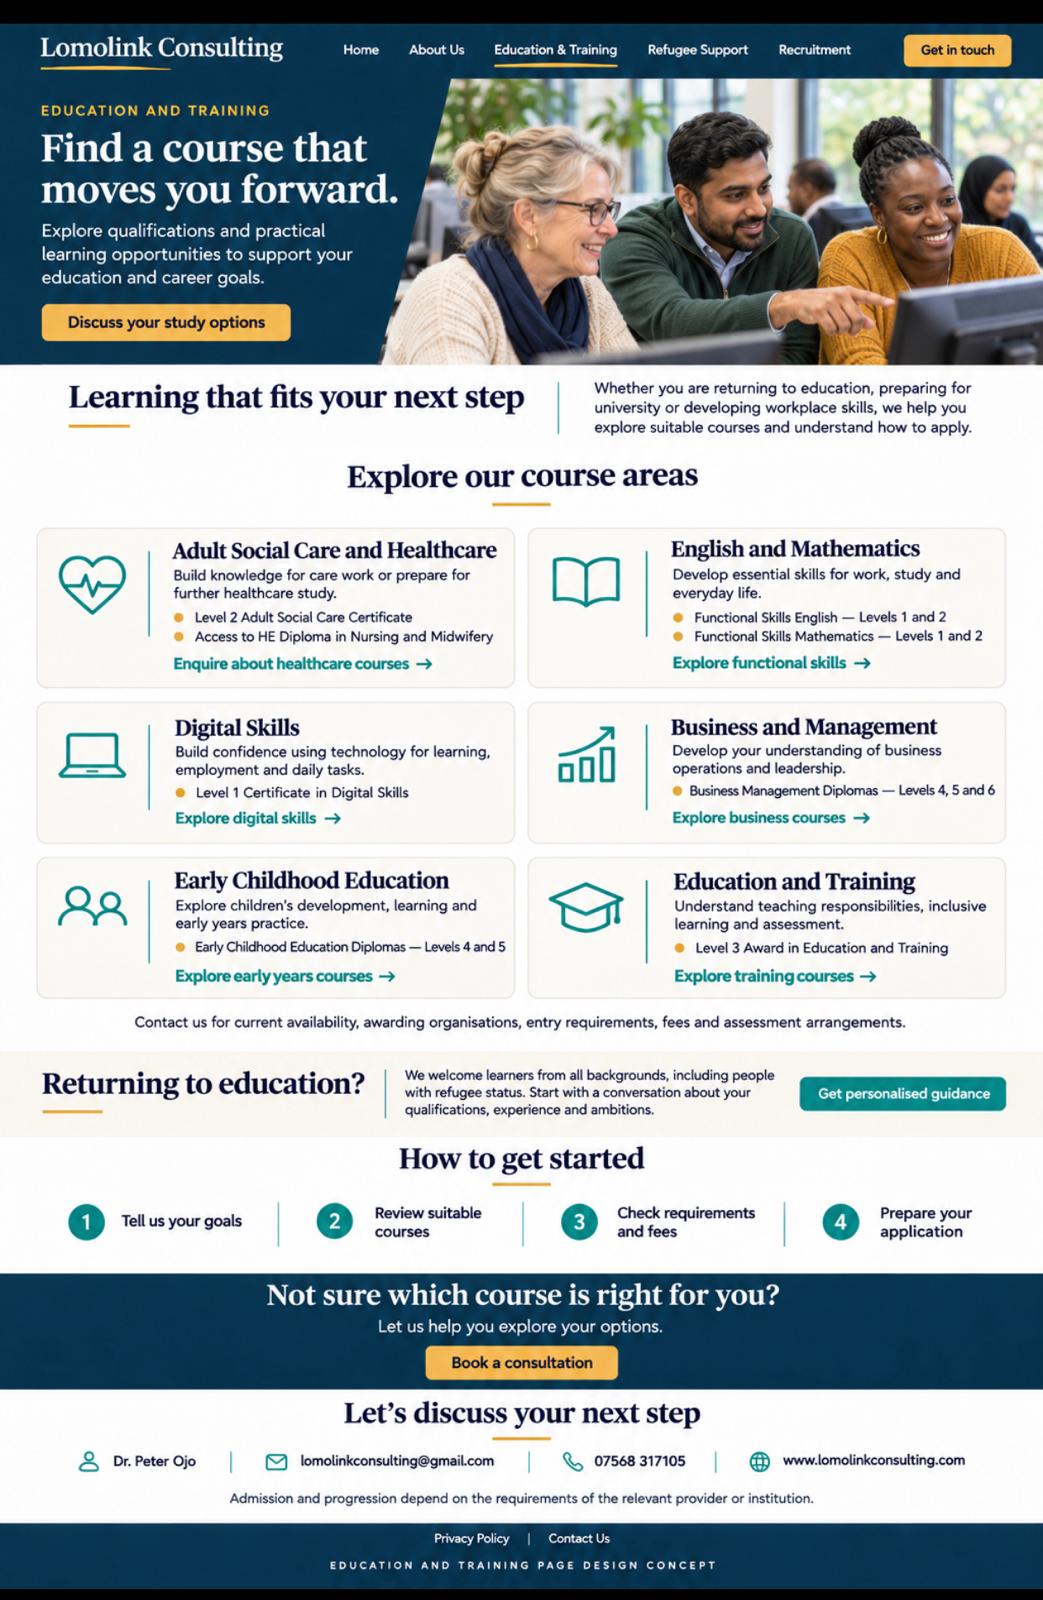 Lomolink Consulting
Home
About Us
Education & Training
Refugee Support
Recruitment
Get in touch
EDUCATION AND TRAINING
Find a course that
moves you forward.
Explore qualifications and practical
learning opportunities to support your
education and career goals.
Discuss your study options
Learning that fits your next step
Whether you are returning to education, preparing for
university or developing workplace skills, we help you
explore suitable courses and understand how to apply.
Explore our course areas
Adult Social Care and Healthcare
Build knowledge for care work or prepare for
further healthcare study.
Level 2 Adult Social Care Certificate
Access to HE Diploma in Nursing and Midwifery
Enquire about healthcare courses →
English and Mathematics
Develop essential skills for work, study and
everyday life.
Functional Skills English — Levels 1 and 2
Functional Skills Mathematics — Levels 1 and 2
Explore functional skills →
Digital Skills
Build confidence using technology for learning,
employment and daily tasks.
Level 1 Certificate in Digital Skills
Explore digital skills →
Business and Management
Develop your understanding of business
operations and leadership.
Business Management Diplomas — Levels 4, 5 and 6
Explore business courses →
Early Childhood Education
Explore children's development, learning and
early years practice.
Early Childhood Education Diplomas — Levels 4 and 5
Explore early years courses →
Education and Training
Understand teaching responsibilities, inclusive
learning and assessment.
Level 3 Award in Education and Training
Explore training courses →
Contact us for current availability, awarding organisations, entry requirements, fees and assessment arrangements.
Returning to education?
We welcome learners from all backgrounds, including people
with refugee status. Start with a conversation about your
qualifications, experience and ambitions.
Get personalised guidance
How to get started
1 Tell us your goals
2 Review suitable
courses
3 Check requirements
and fees
4 Prepare your
application
Not sure which course is right for you?
Let us help you explore your options.
Book a consultation
Let's discuss your next step
Dr. Peter Ojo
lomolinkconsulting@gmail.com
07568 317105
www.lomolinkconsulting.com
Admission and progression depend on the requirements of the relevant provider or institution.
Privacy Policy | Contact Us
EDUCATION AND TRAINING PAGE DESIGN CONCEPT